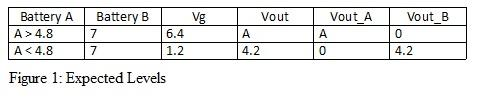 Battery A Battery B Vg Vout Vout_A Vout_B
A > 4.8 7 6.4 A A 0
A < 4.8 7 1.2 4.2 0 4.2
Figure 1: Expected Levels